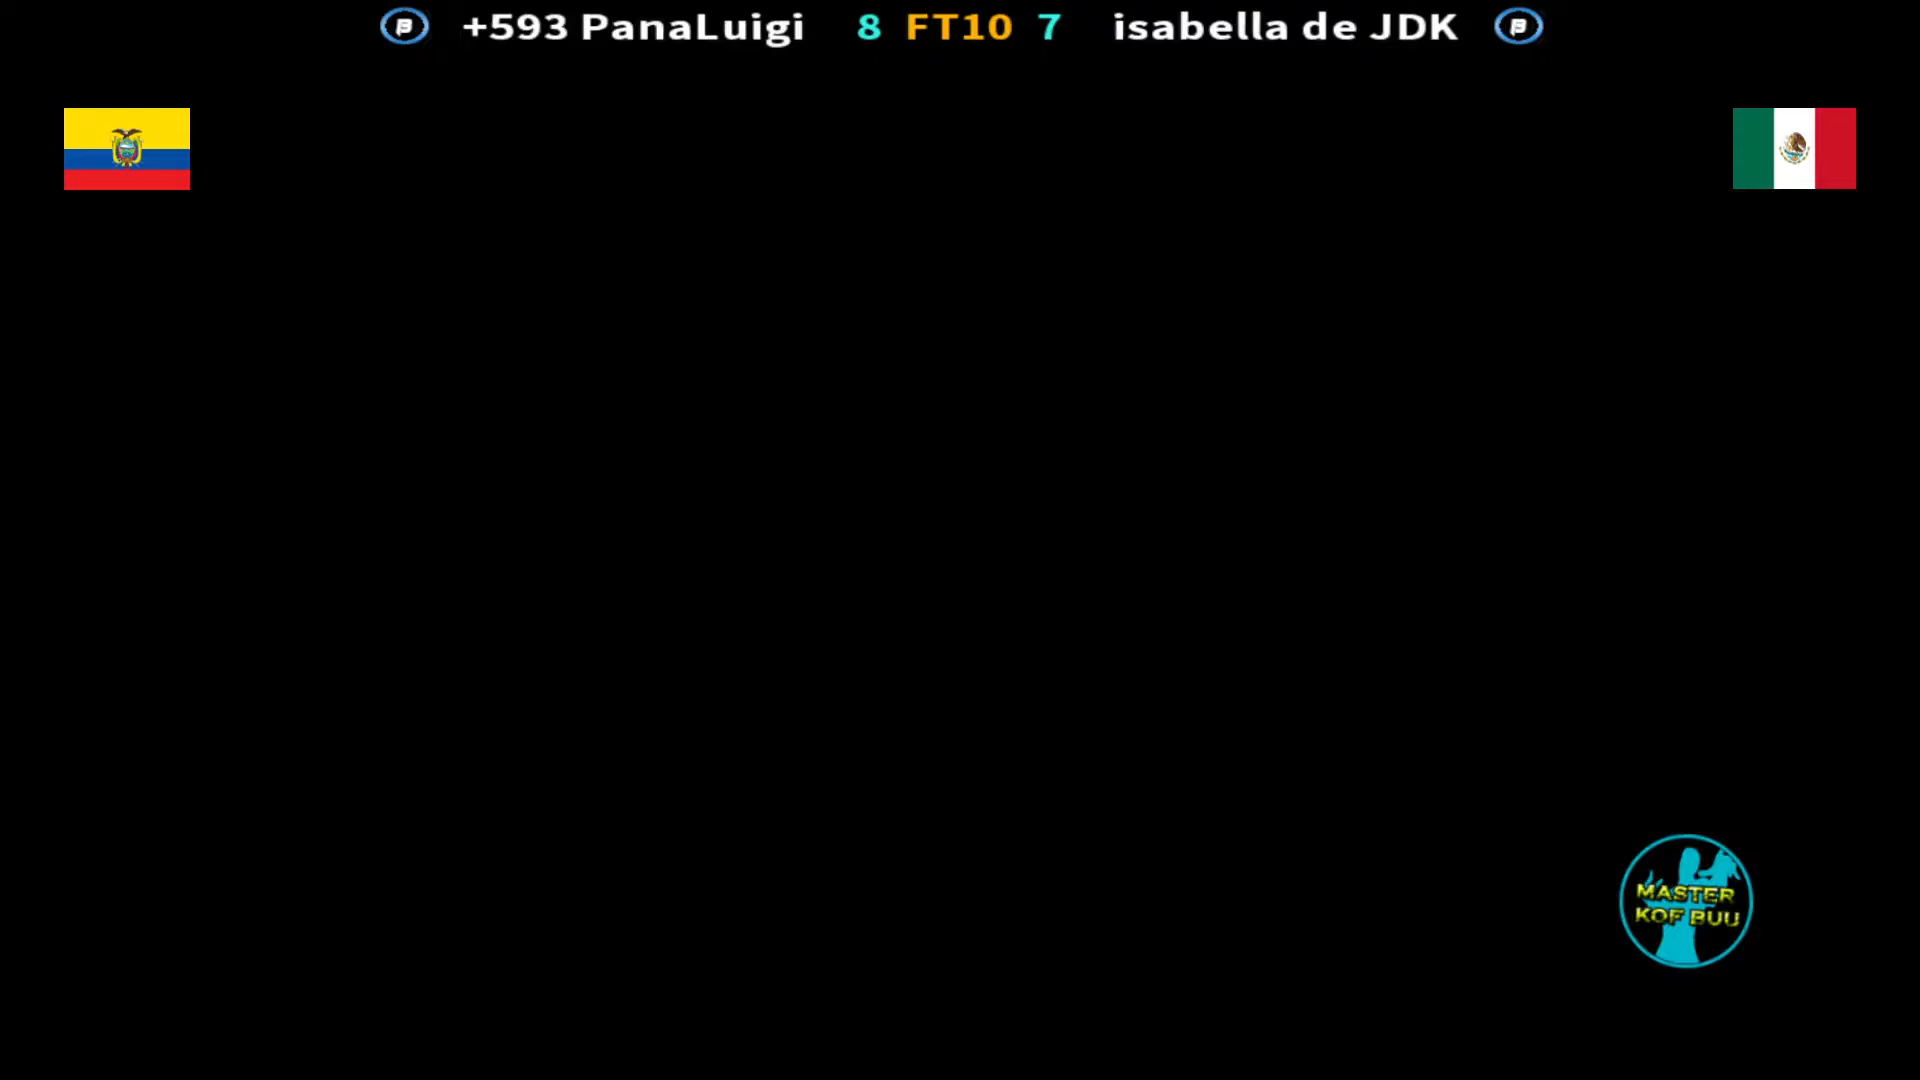 +593 PanaLuigi 8 FT10 7 isabella de JDK
MASTER
KOF BUU